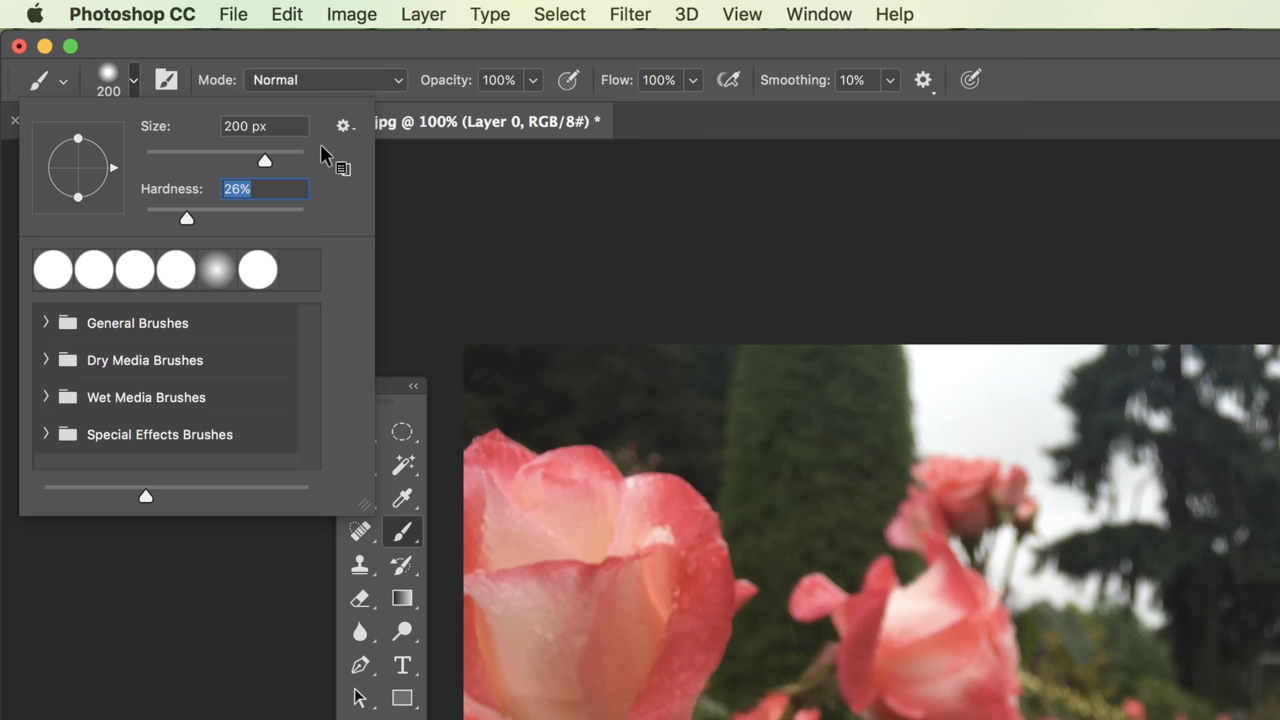 Photoshop CC File Edit Image Layer Type Select Filter 3D View Window Help
200 Mode: Normal Opacity: 100% Flow: 100% Smoothing: 10%
jpg @ 100% (Layer 0, RGB/8#) *
Size: 200 px
Hardness: 26%
General Brushes
Dry Media Brushes
Wet Media Brushes
Special Effects Brushes